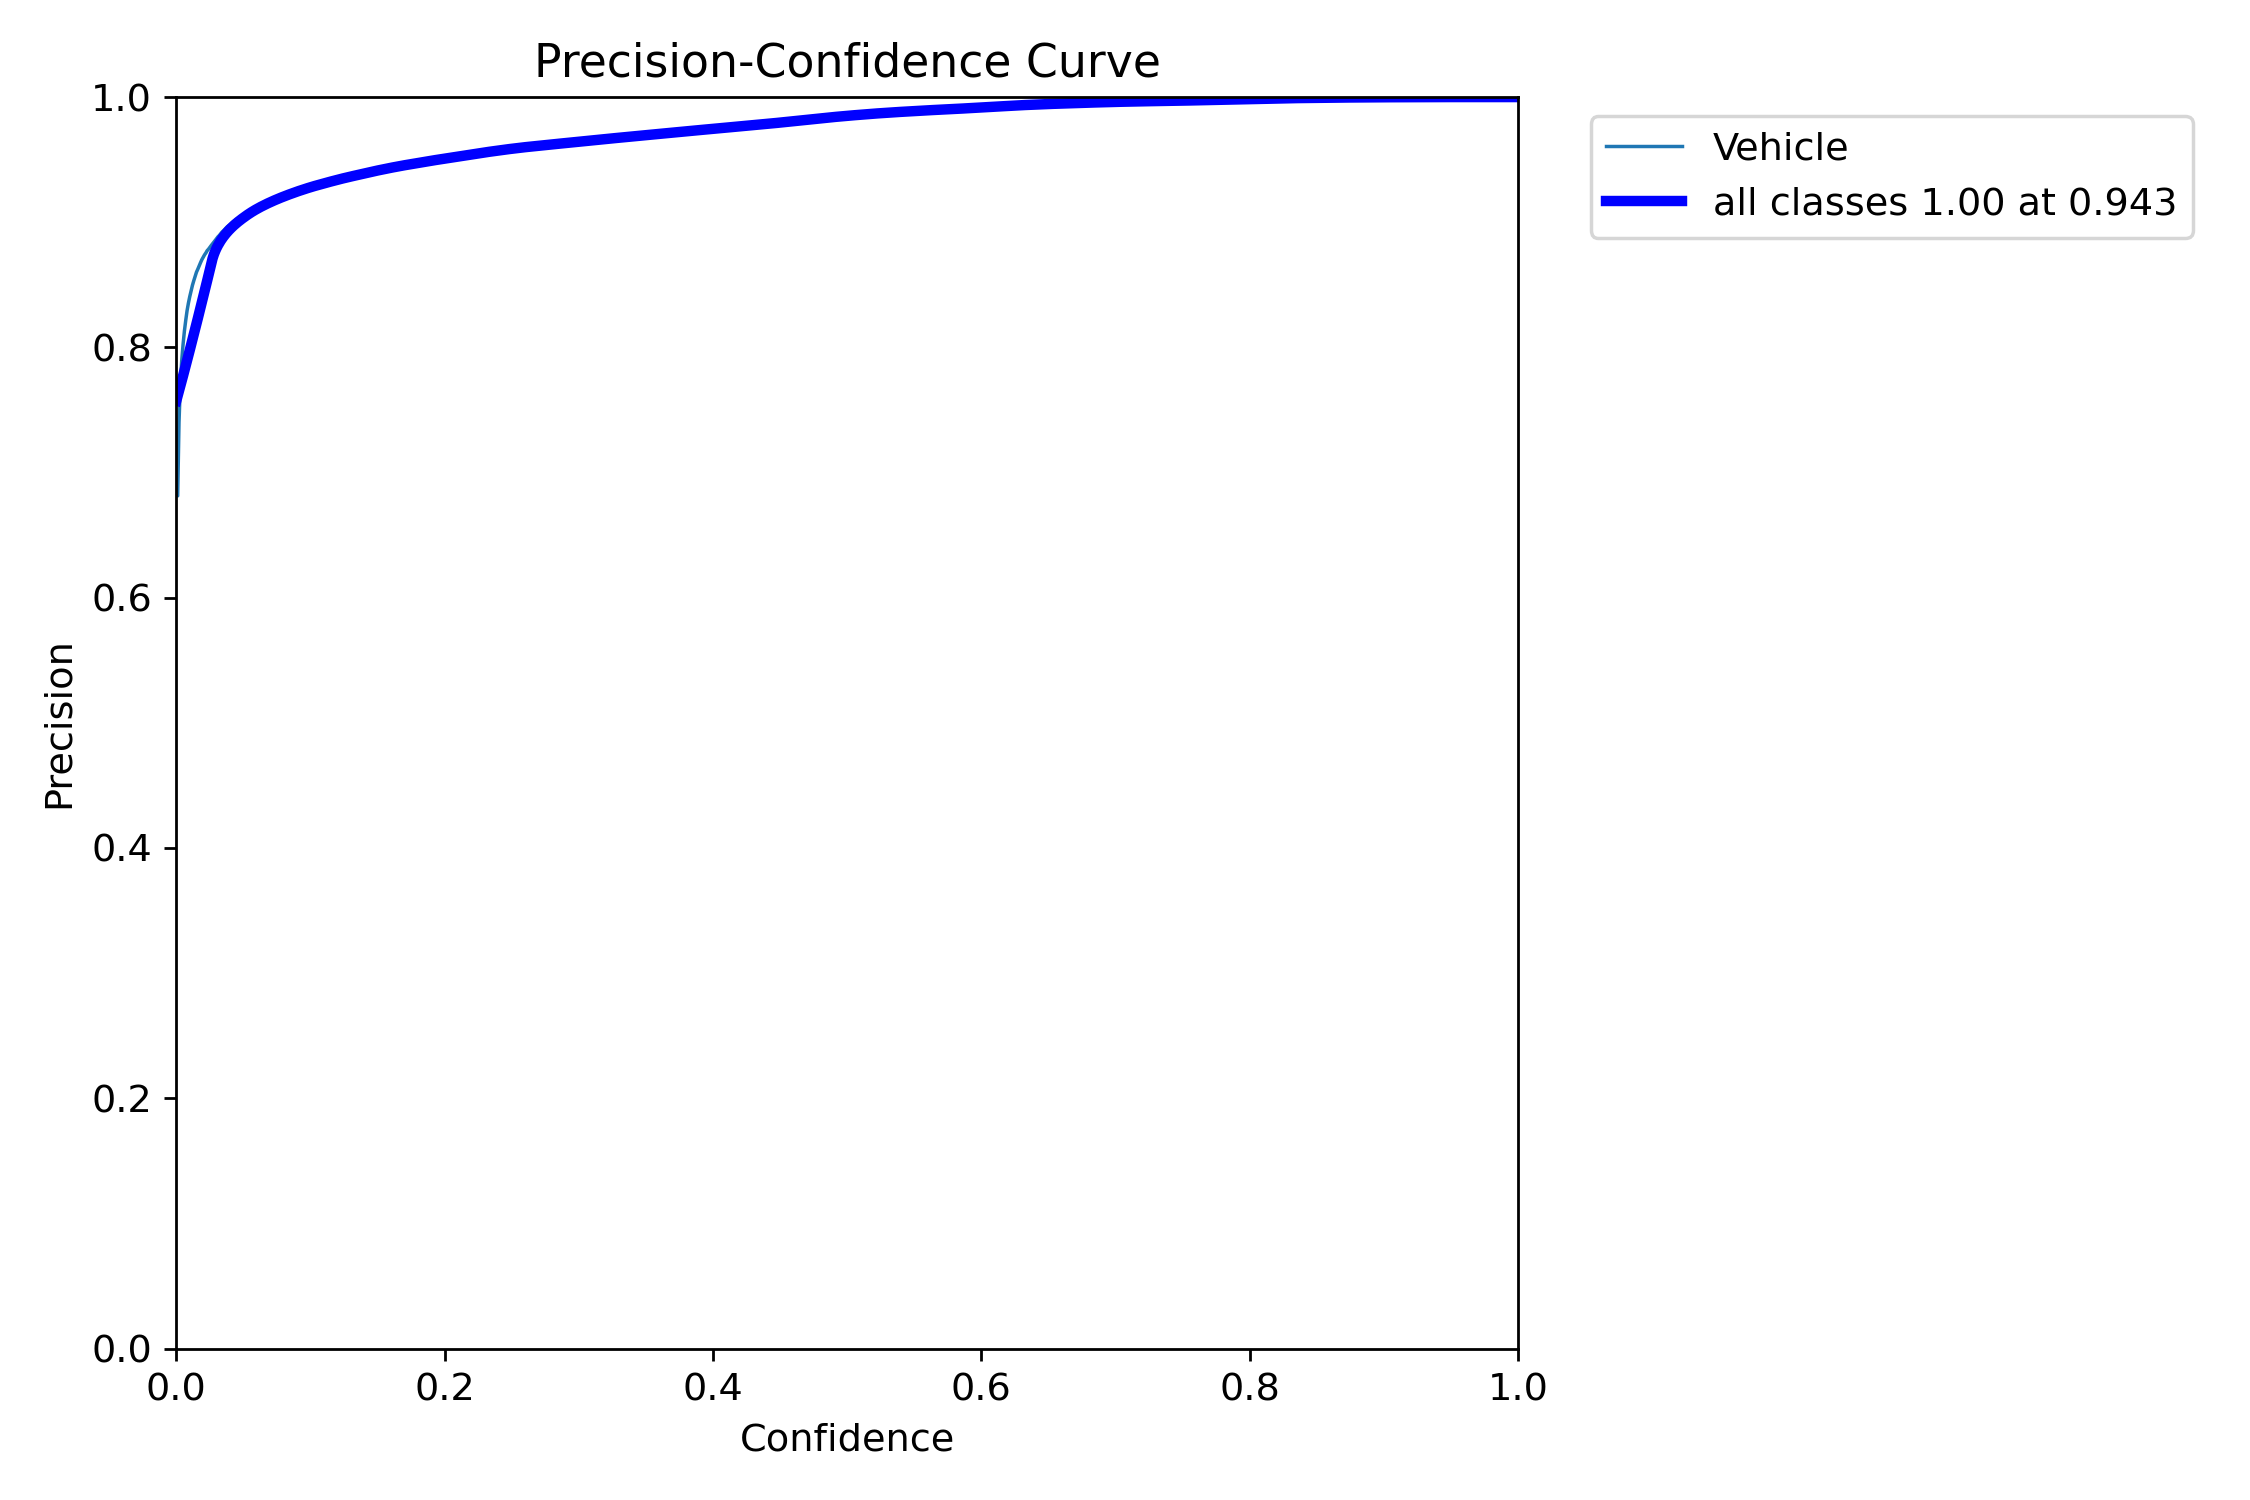 Precision-Confidence Curve
1.0
0.8
0.6
0.4
0.2
0.0
Precision
0.0 0.2 0.4 0.6 0.8 1.0
Confidence
Vehicle
all classes 1.00 at 0.943